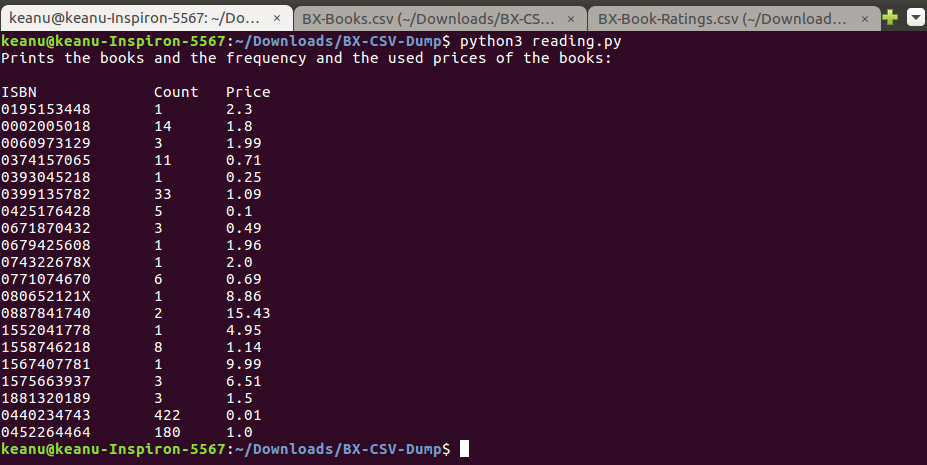 keanu@keanu-Inspiron-5567: ~/Do... × BX-Books.csv (~/Downloads/BX-CS... × BX-Book-Ratings.csv (~/Download... ×
keanu@keanu-Inspiron-5567:~/Downloads/BX-CSV-Dump$ python3 reading.py
Prints the books and the frequency and the used prices of the books:
ISBN Count Price
0195153448 1 2.3
0002005018 14 1.8
0060973129 3 1.99
0374157065 11 0.71
0393045218 1 0.25
0399135782 33 1.09
0425176428 5 0.1
0671870432 3 0.49
0679425608 1 1.96
074322678X 1 2.0
0771074670 6 0.69
080652121X 1 8.86
0887841740 2 15.43
1552041778 1 4.95
1558746218 8 1.14
1567407781 1 9.99
1575663937 3 6.51
1881320189 3 1.5
0440234743 422 0.01
0452264464 180 1.0
keanu@keanu-Inspiron-5567:~/Downloads/BX-CSV-Dump$